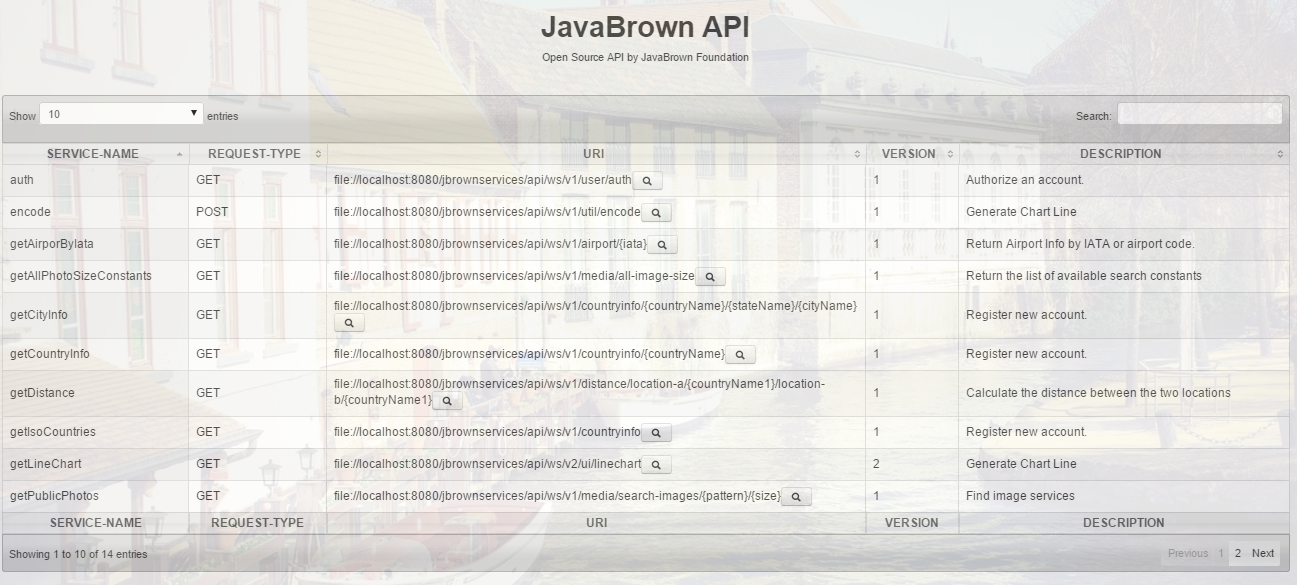 JavaBrown API
Open Source API by JavaBrown Foundation
Show 10 entries Search:
SERVICE-NAME REQUEST-TYPE URI VERSION DESCRIPTION
auth GET file://localhost:8080/jbrownservices/api/ws/v1/user/auth 1 Authorize an account.
encode POST file://localhost:8080/jbrownservices/api/ws/v1/util/encode 1 Generate Chart Line
getAirporByIata GET file://localhost:8080/jbrownservices/api/ws/v1/airport/{iata} 1 Return Airport Info by IATA or airport code.
getAllPhotoSizeConstants GET file://localhost:8080/jbrownservices/api/ws/v1/media/all-image-size 1 Return the list of available search constants
getCityInfo GET file://localhost:8080/jbrownservices/api/ws/v1/countryinfo/{countryName}/{stateName}/{cityName} 1 Register new account.
getCountryInfo GET file://localhost:8080/jbrownservices/api/ws/v1/countryinfo/{countryName} 1 Register new account.
getDistance GET file://localhost:8080/jbrownservices/api/ws/v1/distance/location-a/{countryName1}/location-
b/{countryName1} 1 Calculate the distance between the two locations
getIsoCountries GET file://localhost:8080/jbrownservices/api/ws/v1/countryinfo 1 Register new account.
getLineChart GET file://localhost:8080/jbrownservices/api/ws/v2/ui/linechart 2 Generate Chart Line
getPublicPhotos GET file://localhost:8080/jbrownservices/api/ws/v1/media/search-images/{pattern}/{size} 1 Find image services
SERVICE-NAME REQUEST-TYPE URI VERSION DESCRIPTION
Showing 1 to 10 of 14 entries Previous 1 2 Next